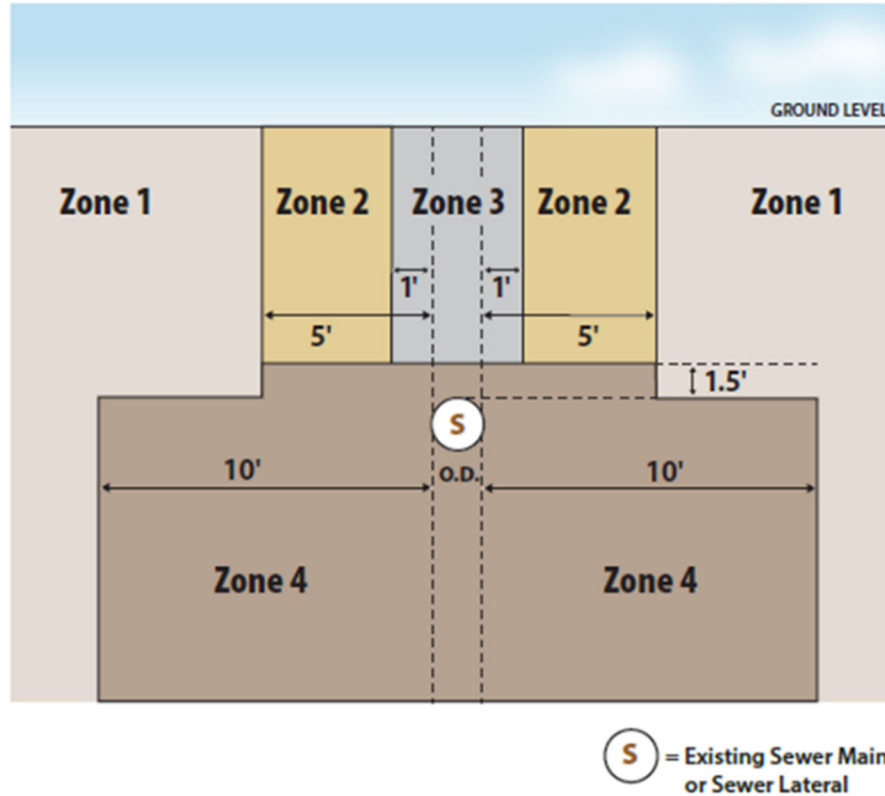 GROUND LEVEL
Zone 1
Zone 2
Zone 3
Zone 2
Zone 1
1'
1'
5'
5'
1.5'
S
10'
O.D.
10'
Zone 4
Zone 4
S = Existing Sewer Main
or Sewer Lateral